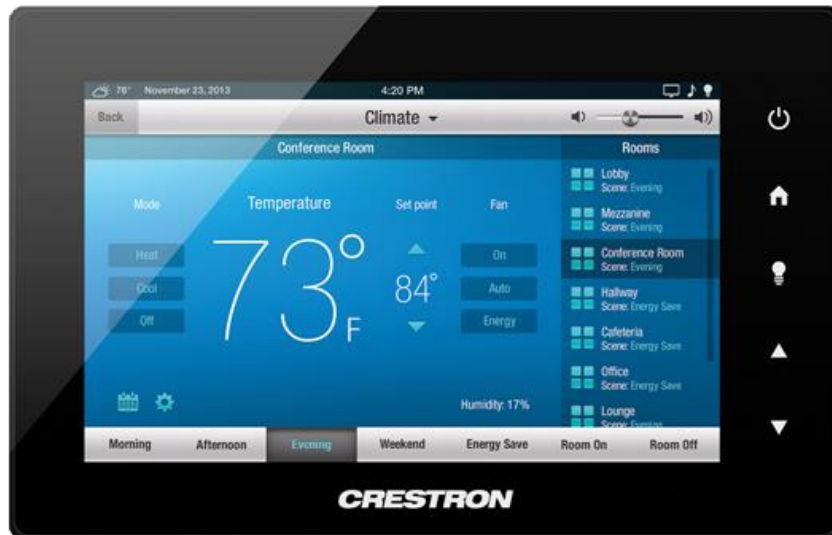 76° November 23, 2013 4:20 PM
Back Climate
Conference Room Rooms
Mode Temperature Set point Fan
Heat
Cool
Off
73°F
84°
On
Auto
Energy
Humidity: 17%
Lobby
Scene: Evening
Mezzanine
Scene: Evening
Conference Room
Scene: Evening
Hallway
Scene: Energy Save
Cafeteria
Scene: Energy Save
Office
Scene: Energy Save
Lounge
Scene: Evening
Morning Afternoon Evening Weekend Energy Save Room On Room Off
CRESTRON